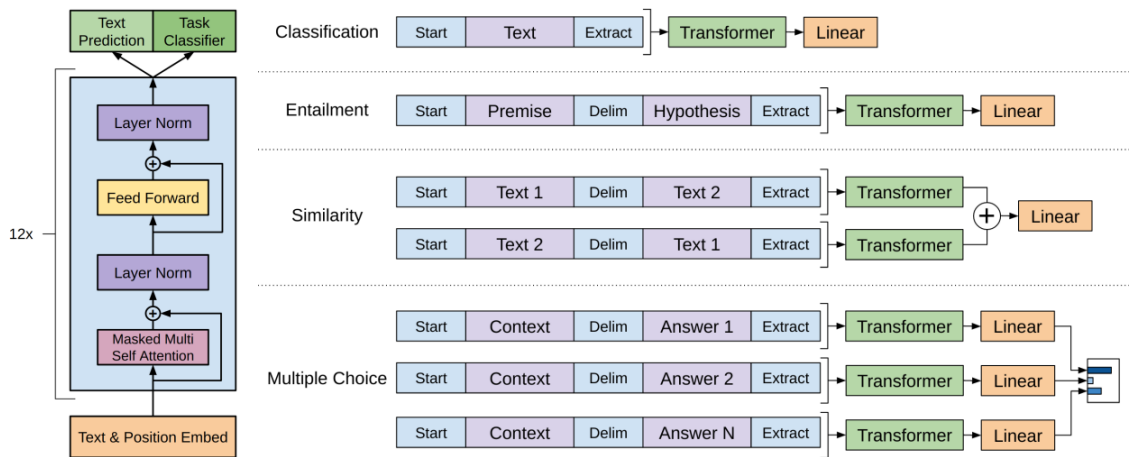 Text
Prediction
Task
Classifier
12x
Layer Norm
+
Feed Forward
Layer Norm
+
Masked Multi
Self Attention
Text & Position Embed
Classification
Start Text Extract Transformer Linear
Entailment
Start Premise Delim Hypothesis Extract Transformer Linear
Similarity
Start Text 1 Delim Text 2 Extract Transformer
+ Linear
Start Text 2 Delim Text 1 Extract Transformer
Multiple Choice
Start Context Delim Answer 1 Extract Transformer Linear
Start Context Delim Answer 2 Extract Transformer Linear
Start Context Delim Answer N Extract Transformer Linear